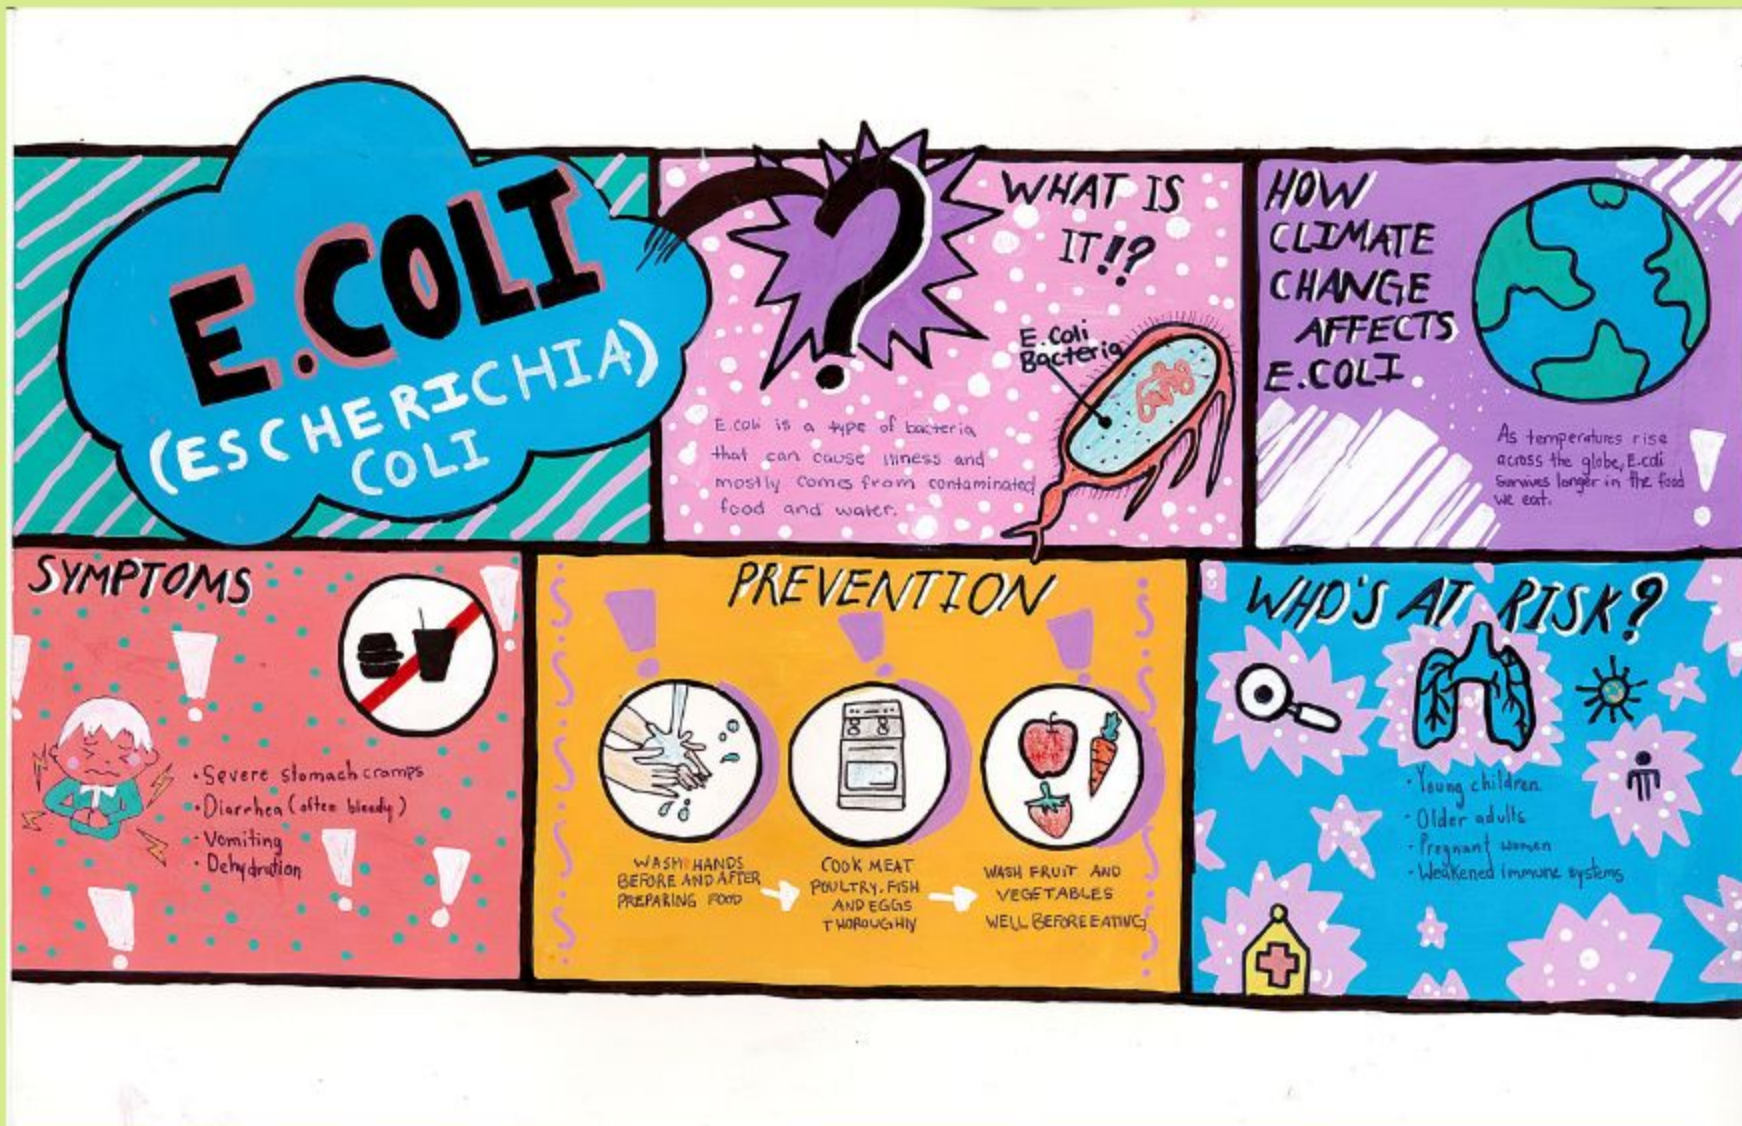 E.COLI
(ESCHERICHIA)
COLI
?
WHAT IS
IT!?
E.Coli
Bacteria
E.coli is a type of bacteria
that can cause illness and
mostly comes from contaminated
food and water.
HOW
CLIMATE
CHANGE
AFFECTS
E.COLI.
As temperatures rise
across the globe, E.coli
survives longer in the food
we eat.
SYMPTOMS
• Severe stomach cramps
• Diarrhea (often bloody)
• Vomiting
• Dehydration
PREVENTION
WASH HANDS
BEFORE AND AFTER
PREPARING FOOD
COOK MEAT
POULTRY, FISH
AND EGGS
THOROUGHLY
WASH FRUIT AND
VEGETABLES
WELL BEFORE EATING
WHO'S AT RISK?
• Young children
• Older adults
• Pregnant women
• Weakened immune systems